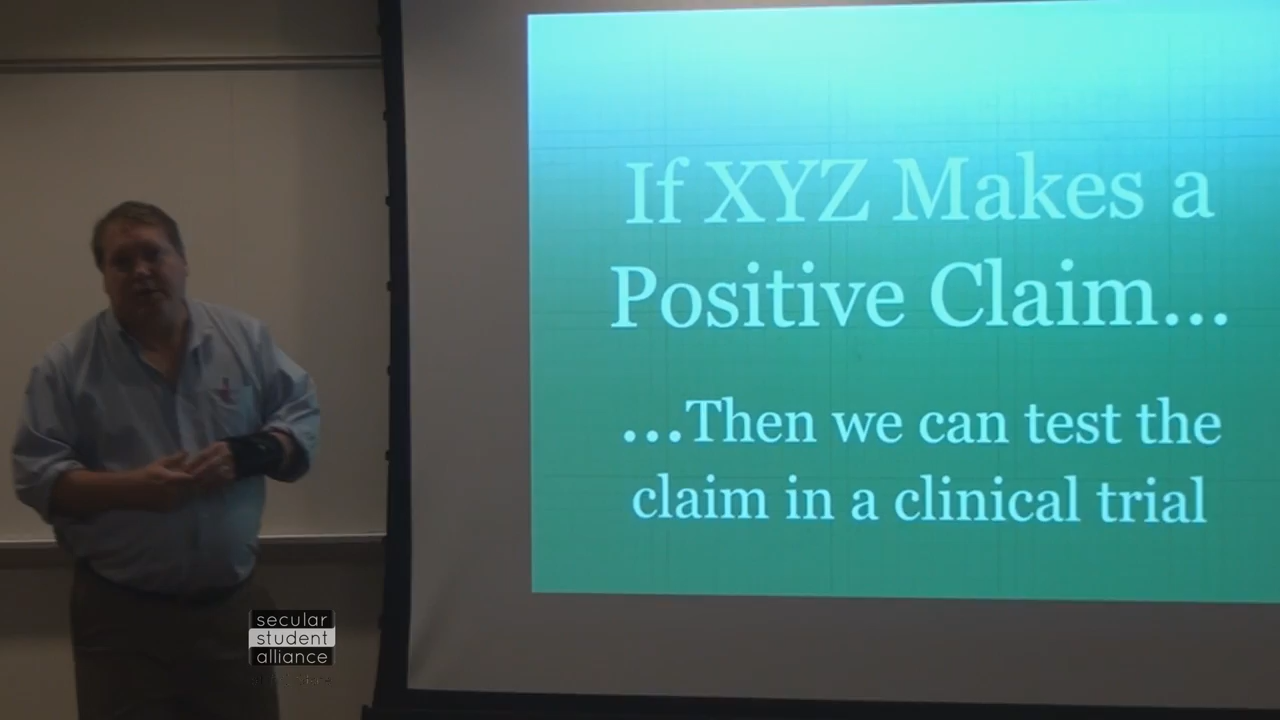 If XYZ Makes a
Positive Claim...
...Then we can test the
claim in a clinical trial
secular
student
alliance